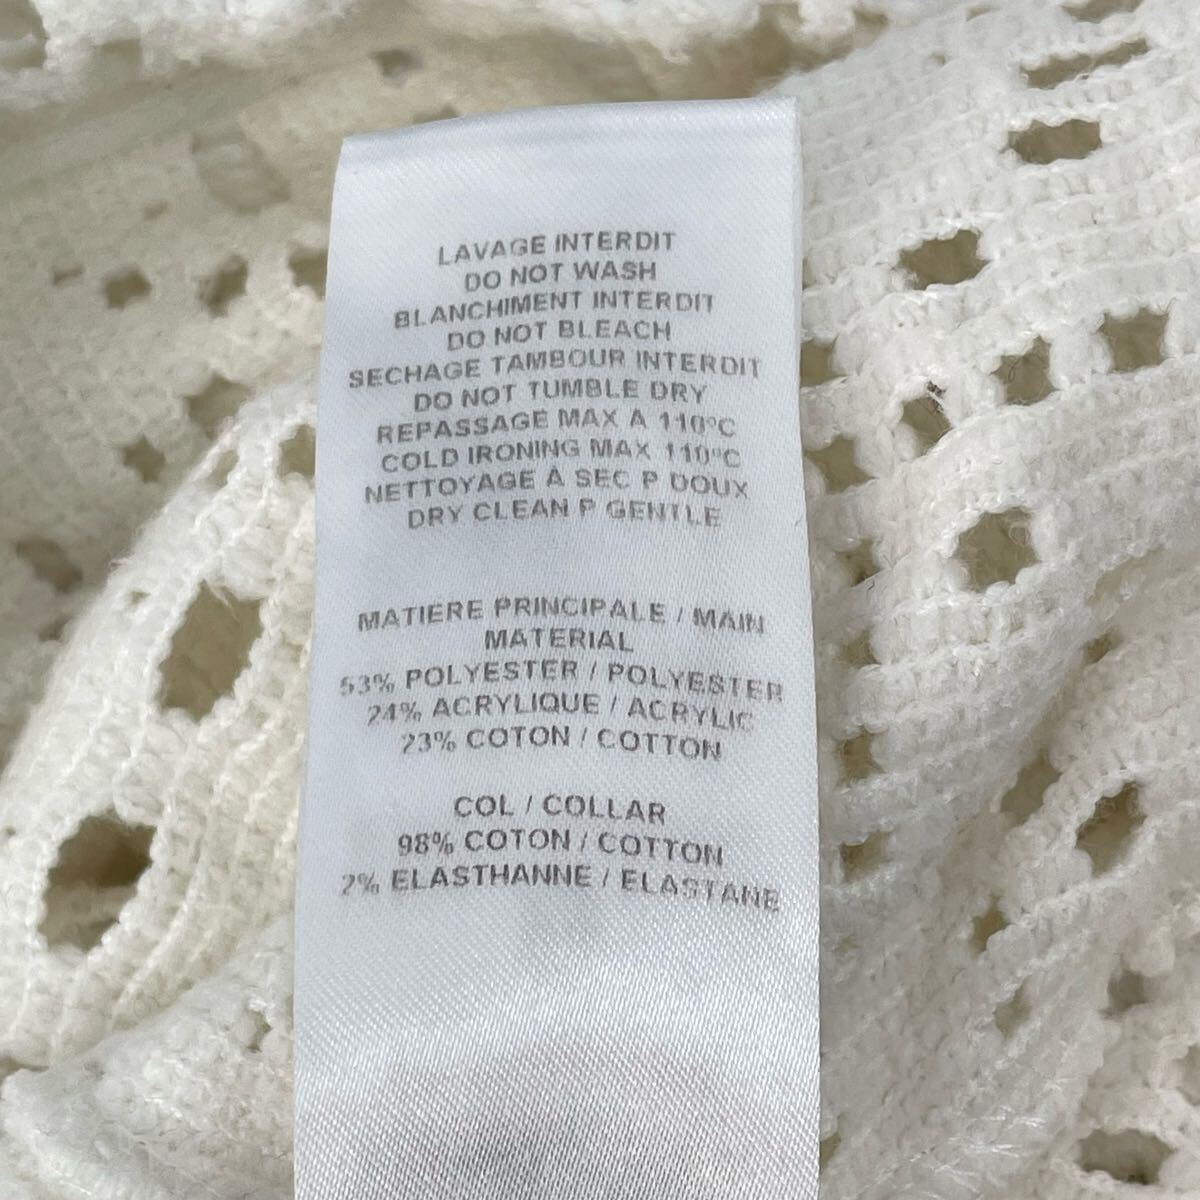 LAVAGE INTERDIT
DO NOT WASH
BLANCHIMENT INTERDIT
DO NOT BLEACH
SECHAGE TAMBOUR INTERDIT
DO NOT TUMBLE DRY
REPASSAGE MAX A 110°C
COLD IRONING MAX 110°C
NETTOYAGE À SEC P DOUX
DRY CLEAN P GENTLE
MATIERE PRINCIPALE / MAIN
MATERIAL
53% POLYESTER / POLYESTER
24% ACRYLIQUE / ACRYLIC
23% COTON / COTTON
COL / COLLAR
98% COTON / COTTON
2% ELASTHANNE / ELASTANE